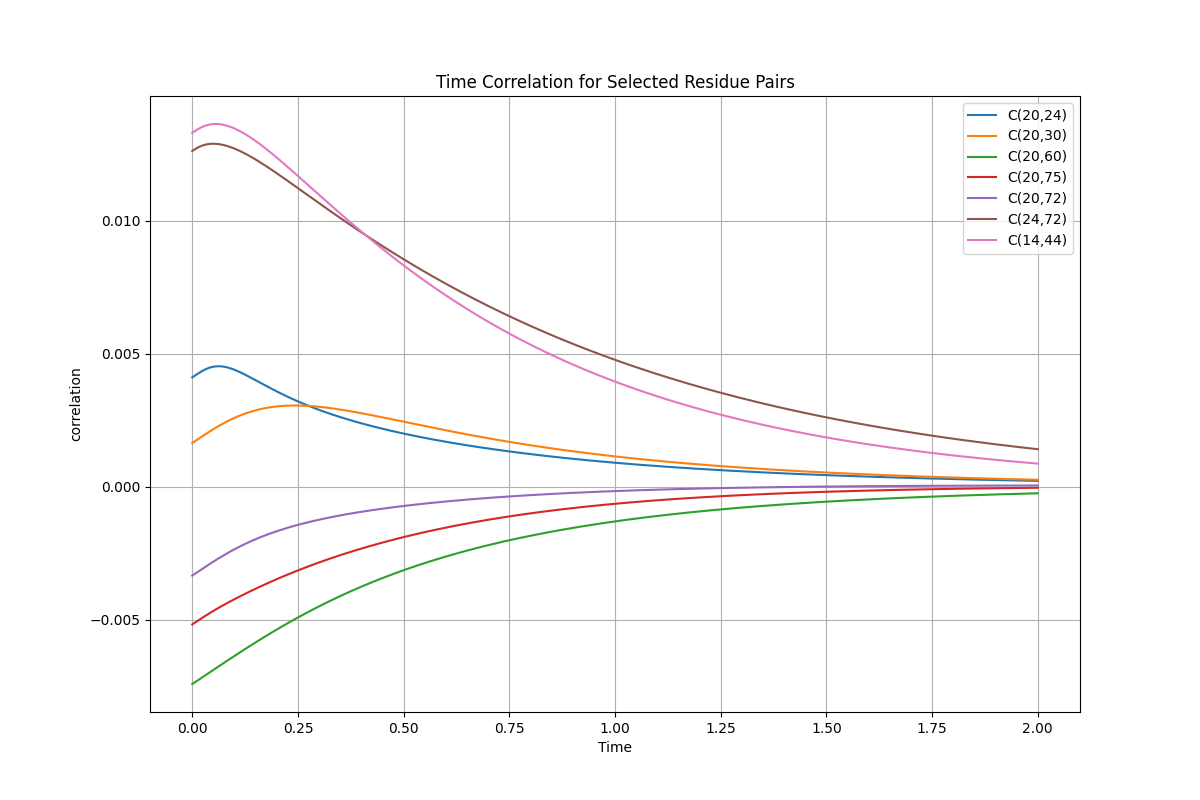 Time Correlation for Selected Residue Pairs
C(20,24)
C(20,30)
C(20,60)
C(20,75)
C(20,72)
C(24,72)
C(14,44)
correlation
0.010
0.005
0.000
−0.005
0.00 0.25 0.50 0.75 1.00 1.25 1.50 1.75 2.00
Time